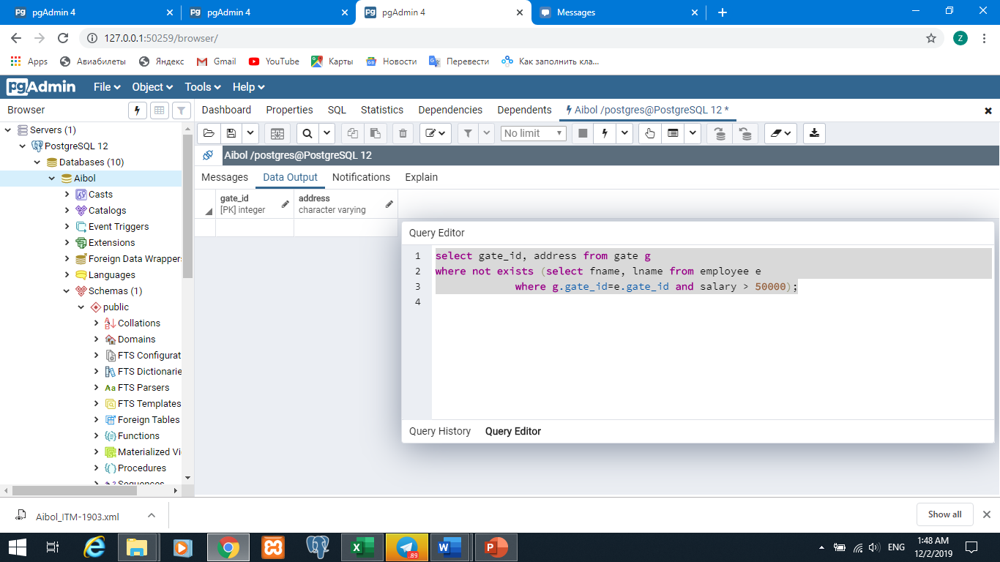 pgAdmin 4 pgAdmin 4 pgAdmin 4 Messages
127.0.0.1:50259/browser/ Z
Apps Авиабилеты Яндекс Gmail YouTube Карты Новости Перевести Как заполнить кла...
pgAdmin File Object Tools Help
Browser
Dashboard Properties SQL Statistics Dependencies Dependents Aibol /postgres@PostgreSQL 12 *
No limit
Aibol /postgres@PostgreSQL 12
Messages Data Output Notifications Explain
gate_id address
[PK] integer character varying
Servers (1)
PostgreSQL 12
Databases (10)
Aibol
Casts
Catalogs
Event Triggers
Extensions
Foreign Data Wrapper
Languages
Schemas (1)
public
Collations
Domains
FTS Configurat
FTS Dictionarie
Aa FTS Parsers
FTS Templates
Foreign Tables
Functions
Materialized Vi
Procedures
Sequences
Query Editor
1 select gate_id, address from gate g
2 where not exists (select fname, lname from employee e
3 where g.gate_id=e.gate_id and salary > 50000);
4
Query History Query Editor
Aibol_ITM-1903.xml Show all
89
ENG 1:48 AM
12/2/2019